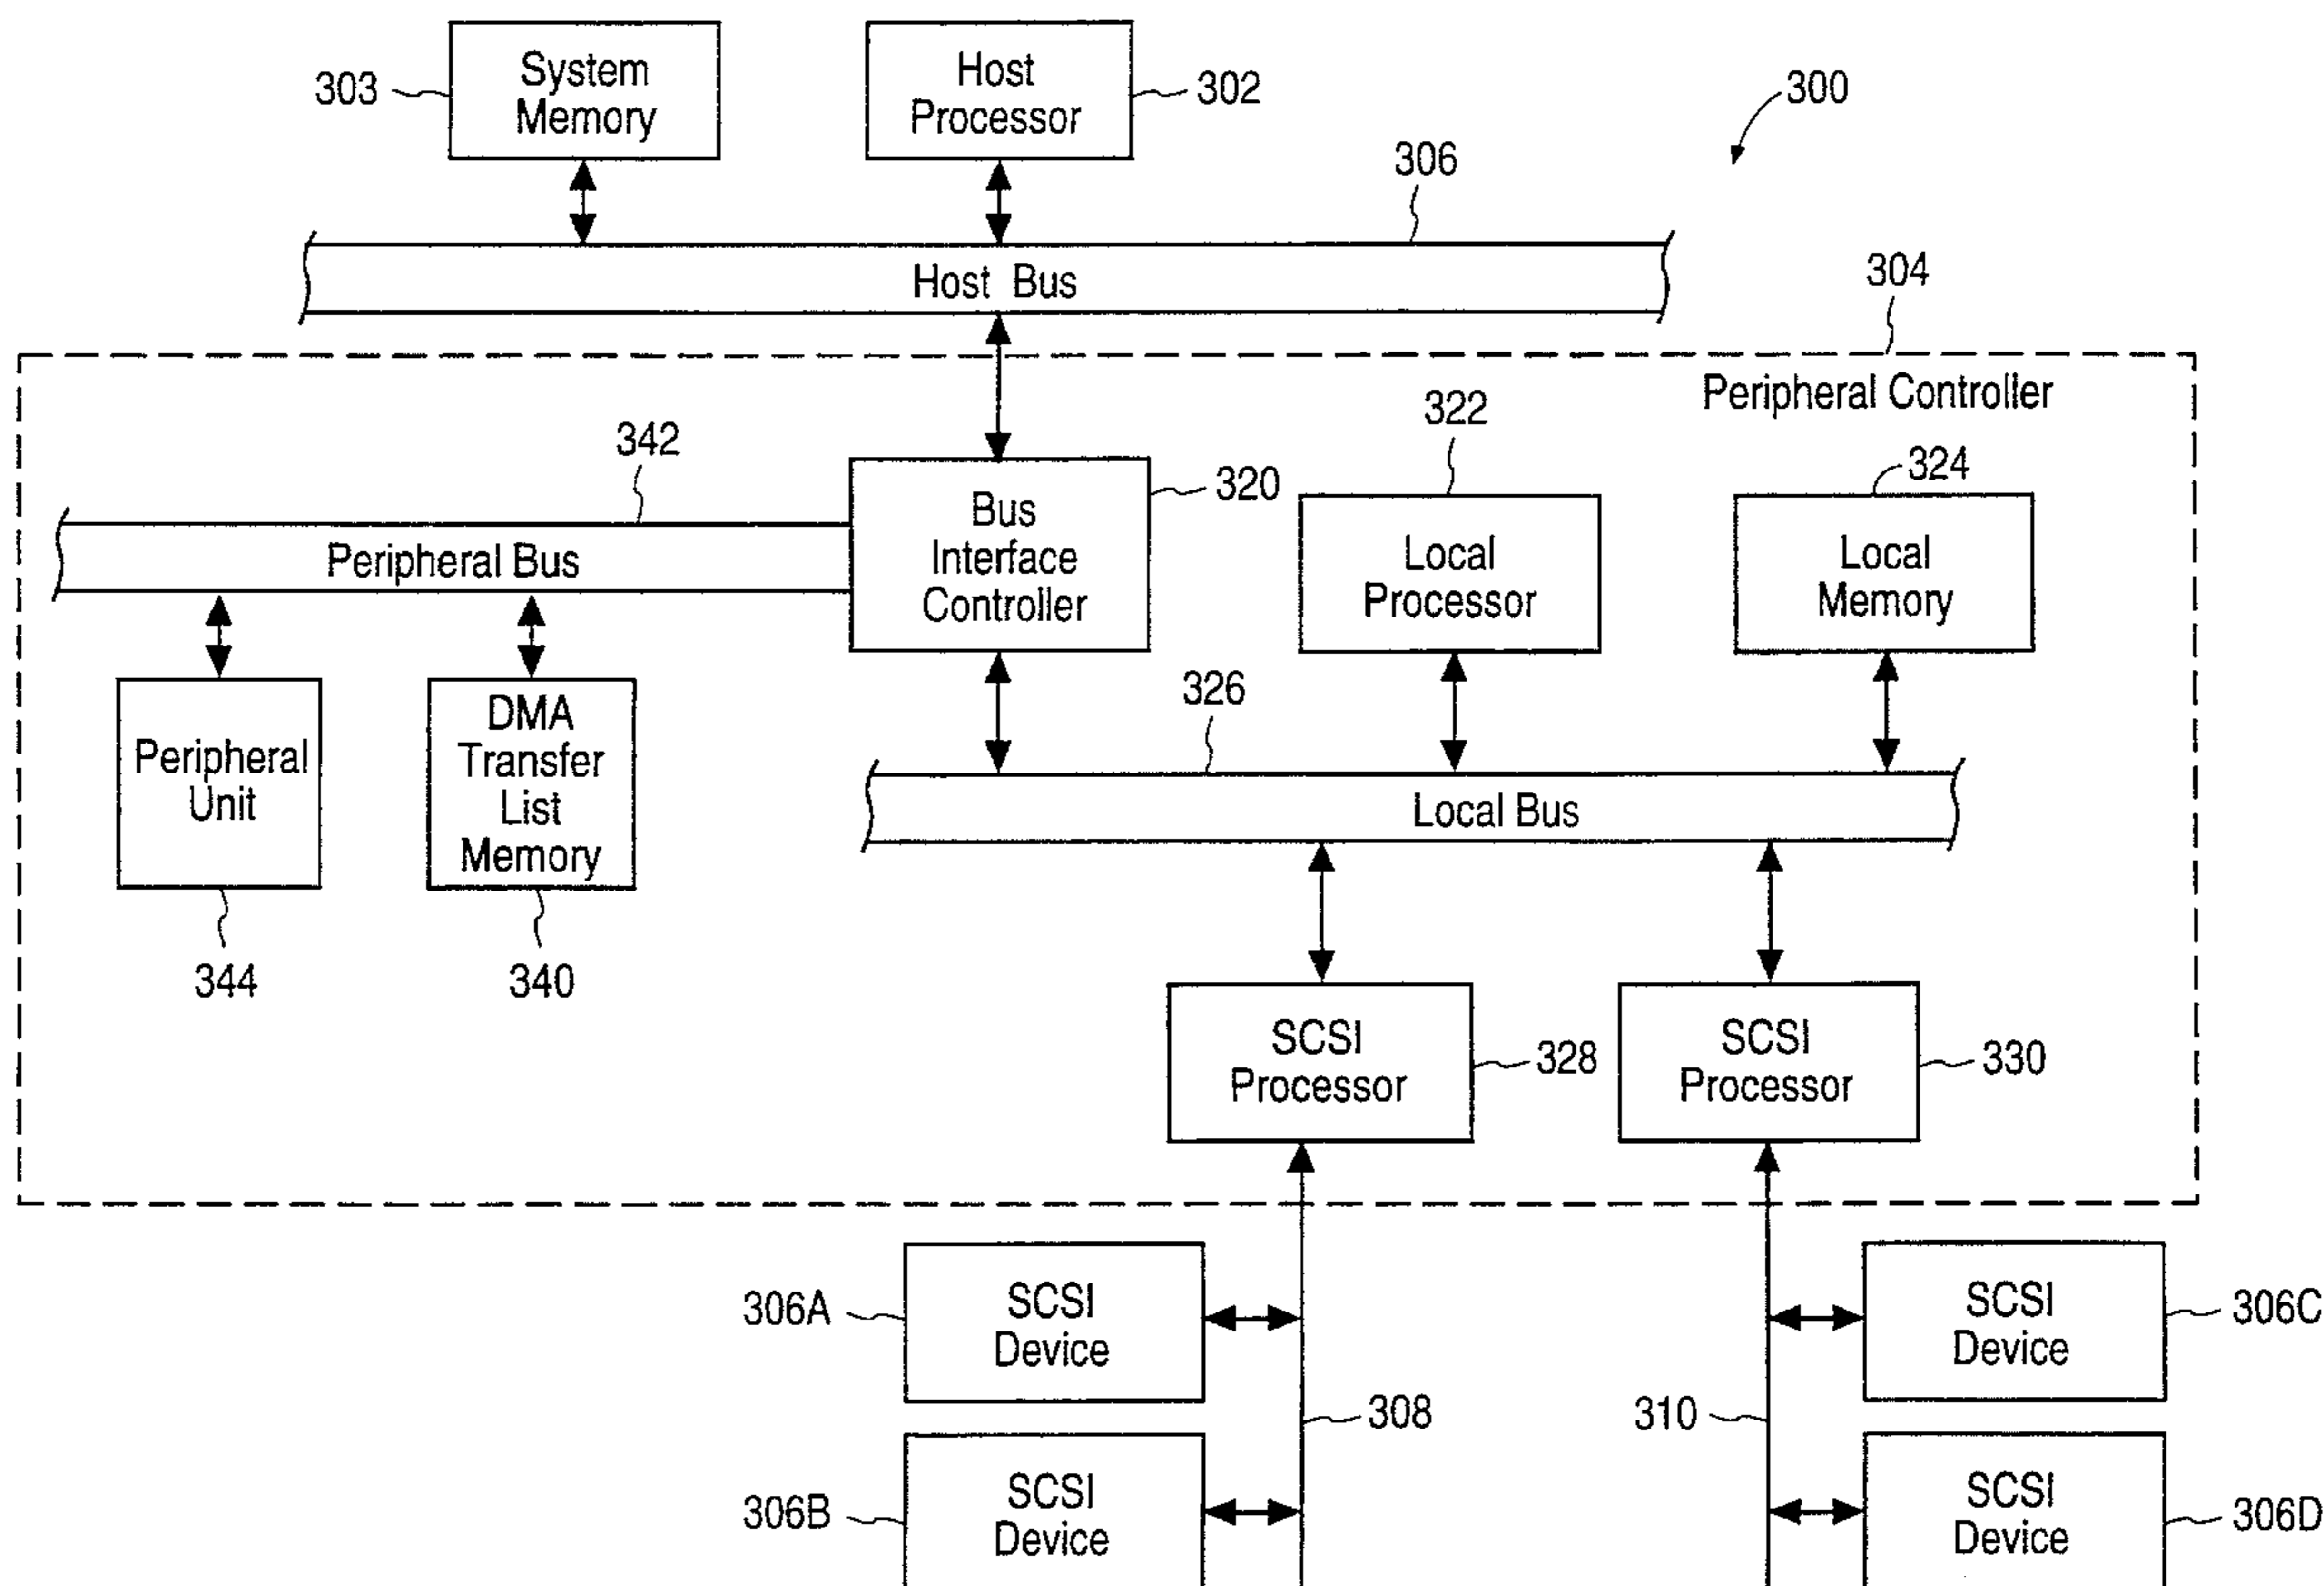 System
Memory
303
Host
Processor
302
300
306
Host Bus
304
Peripheral Controller
342
Peripheral Bus
Bus
Interface
Controller
320
322
Local
Processor
324
Local
Memory
Peripheral
Unit
344
DMA
Transfer
List
Memory
340
326
Local Bus
SCSI
Processor
328
SCSI
Processor
330
306A
SCSI
Device
306C
SCSI
Device
308
310
306B
SCSI
Device
306D
SCSI
Device